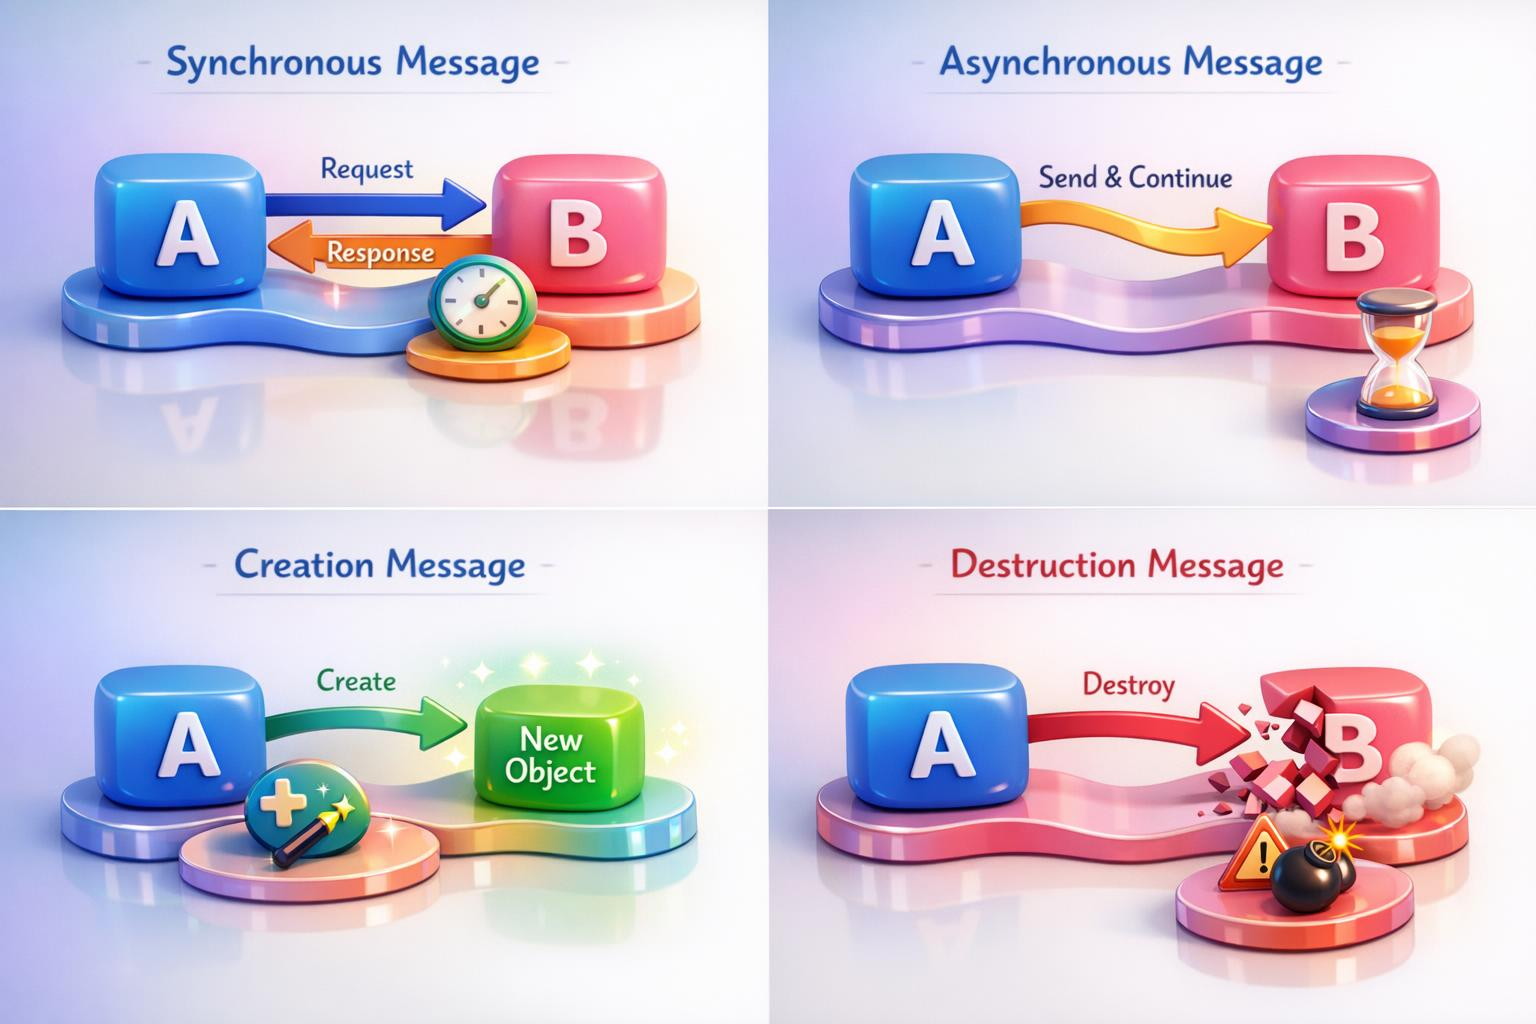 Synchronous Message
Request
A
Response
B
Asynchronous Message
Send & Continue
A
B
Creation Message
Create
A
New
Object
Destruction Message
Destroy
A
B
!